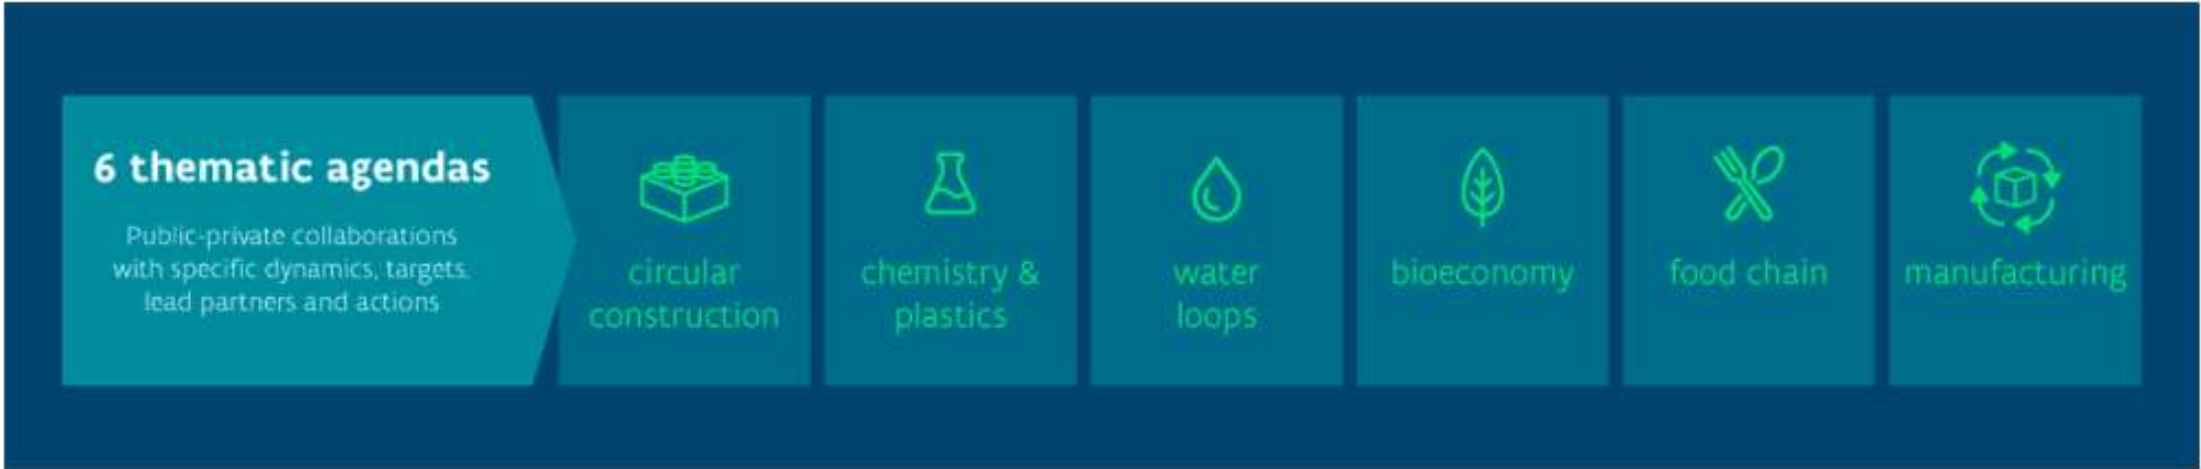 6 thematic agendas
Public-private collaborations
with specific dynamics, targets,
lead partners and actions
circular
construction
chemistry &
plastics
water
loops
bioeconomy
food chain
manufacturing